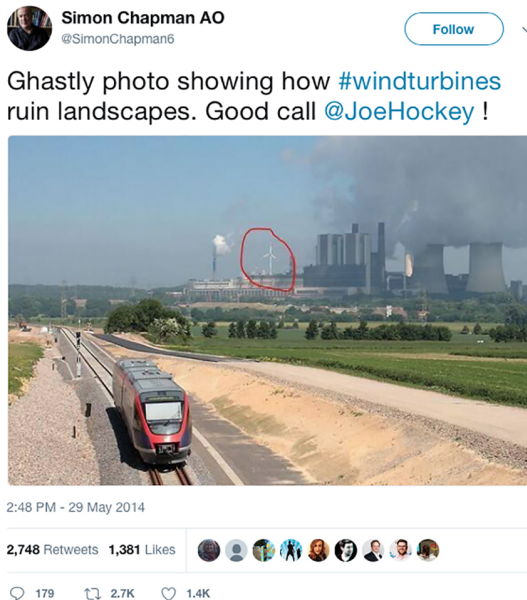 Simon Chapman AO
@SimonChapman6
Follow
Ghastly photo showing how #windturbines
ruin landscapes. Good call @JoeHockey !
2:48 PM - 29 May 2014
2,748 Retweets 1,381 Likes
179 2.7K 1.4K